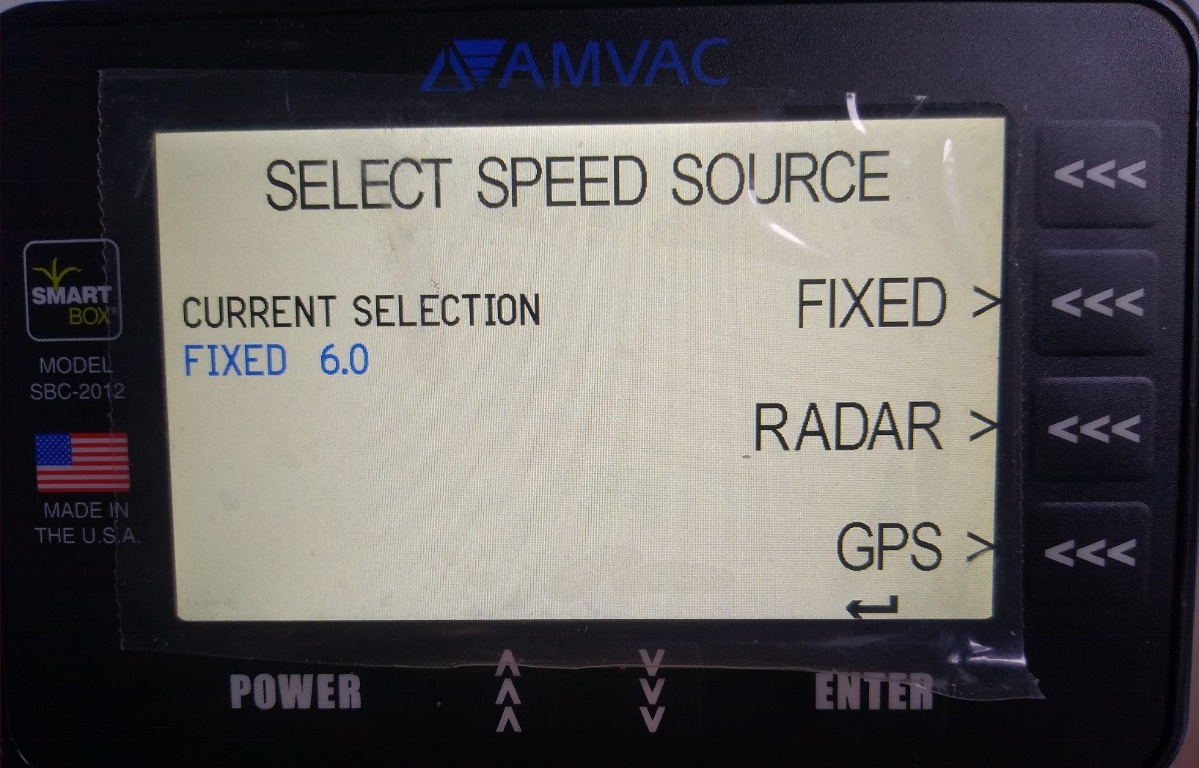 AMVAC
SELECT SPEED SOURCE
<<<
SMART
BOX
CURRENT SELECTION
FIXED 6.0
FIXED >
<<<
MODEL
SBC-2012
RADAR >
<<<
MADE IN
THE U.S.A.
GPS >
<<<
POWER
ENTER